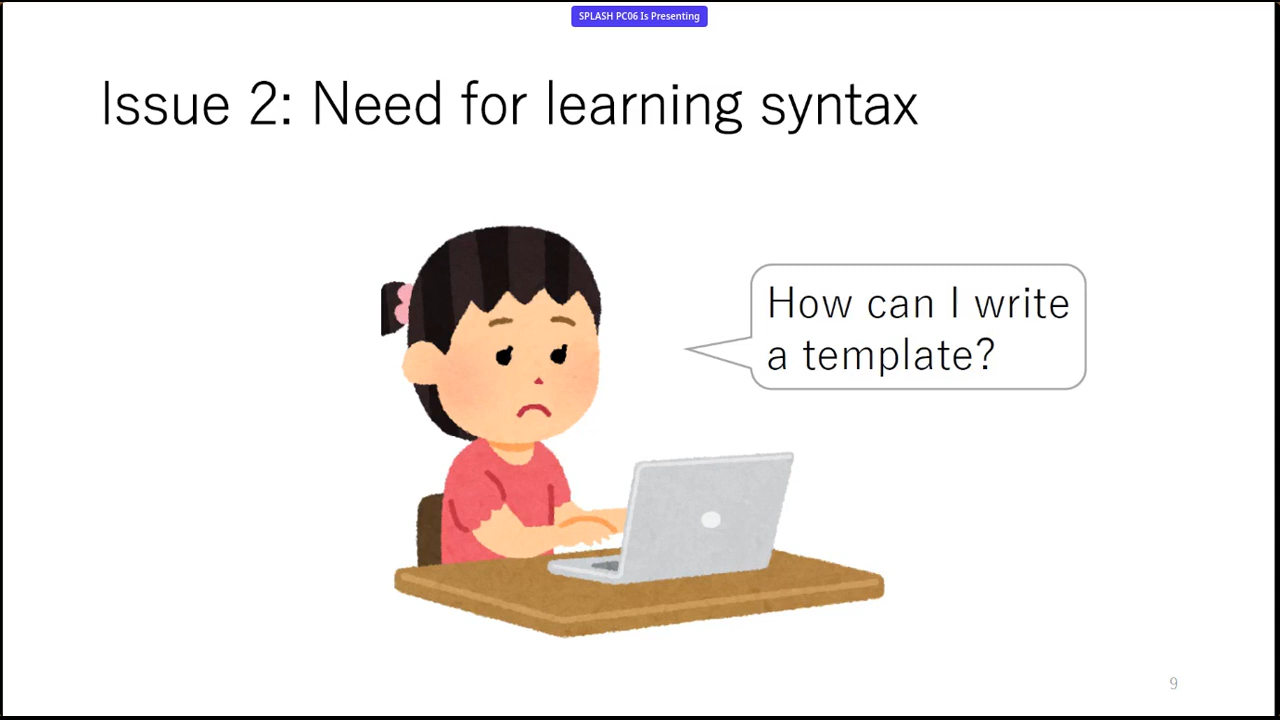 SPLASH PC06 Is Presenting
Issue 2: Need for learning syntax
How can I write
a template?
9